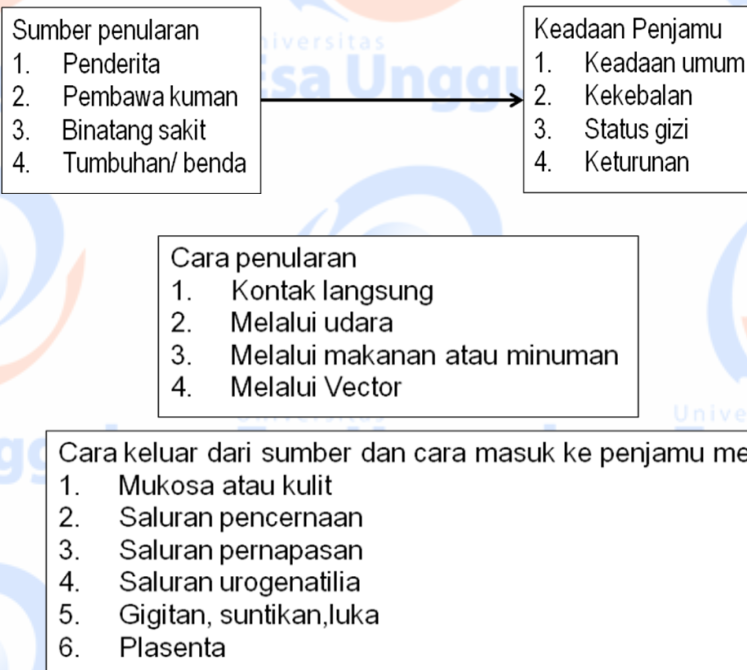 Sumber penularan
1. Penderita
2. Pembawa kuman
3. Binatang sakit
4. Tumbuhan/ benda
Keadaan Penjamu
1. Keadaan umum
2. Kekebalan
3. Status gizi
4. Keturunan
Cara penularan
1. Kontak langsung
2. Melalui udara
3. Melalui makanan atau minuman
4. Melalui Vector
Cara keluar dari sumber dan cara masuk ke penjamu me
1. Mukosa atau kulit
2. Saluran pencernaan
3. Saluran pernapasan
4. Saluran urogenatilia
5. Gigitan, suntikan,luka
6. Plasenta